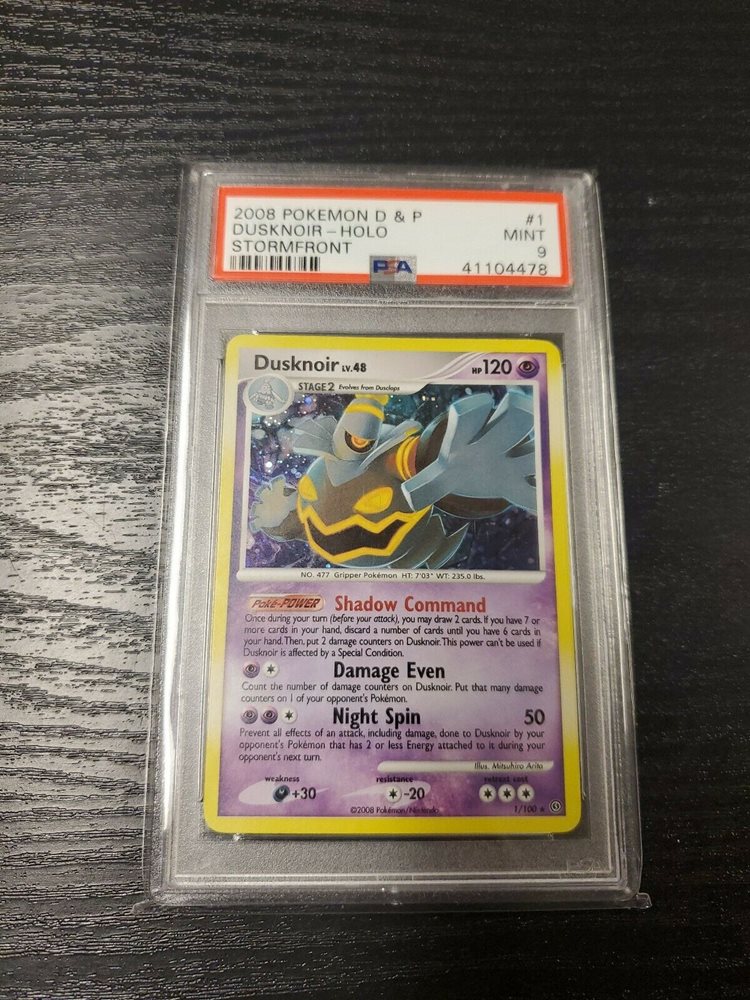 2008 POKEMON D & P #1
DUSKNOIR - HOLO MINT
STORMFRONT 9
PSA 41104478
Dusknoir LV.48 HP 120
STAGE 2 Evolves from Dusclops
NO. 477 Gripper Pokémon HT: 7'03" WT: 235.0 lbs.
Poké-POWER Shadow Command
Once during your turn (before your attack), you may draw 2 cards. If you have 7 or
more cards in your hand, discard a number of cards until you have 6 cards in
your hand. Then, put 2 damage counters on Dusknoir. This power can't be used if
Dusknoir is affected by a Special Condition.
Damage Even
Count the number of damage counters on Dusknoir. Put that many damage
counters on 1 of your opponent's Pokémon.
Night Spin 50
Prevent all effects of an attack, including damage, done to Dusknoir by your
opponent's Pokémon that has 2 or less Energy attached to it during your
opponent's next turn.
Illus. Mitsuhiro Arita
weakness resistance retreat cost
+30 -20
©2008 Pokémon/Nintendo 1/100